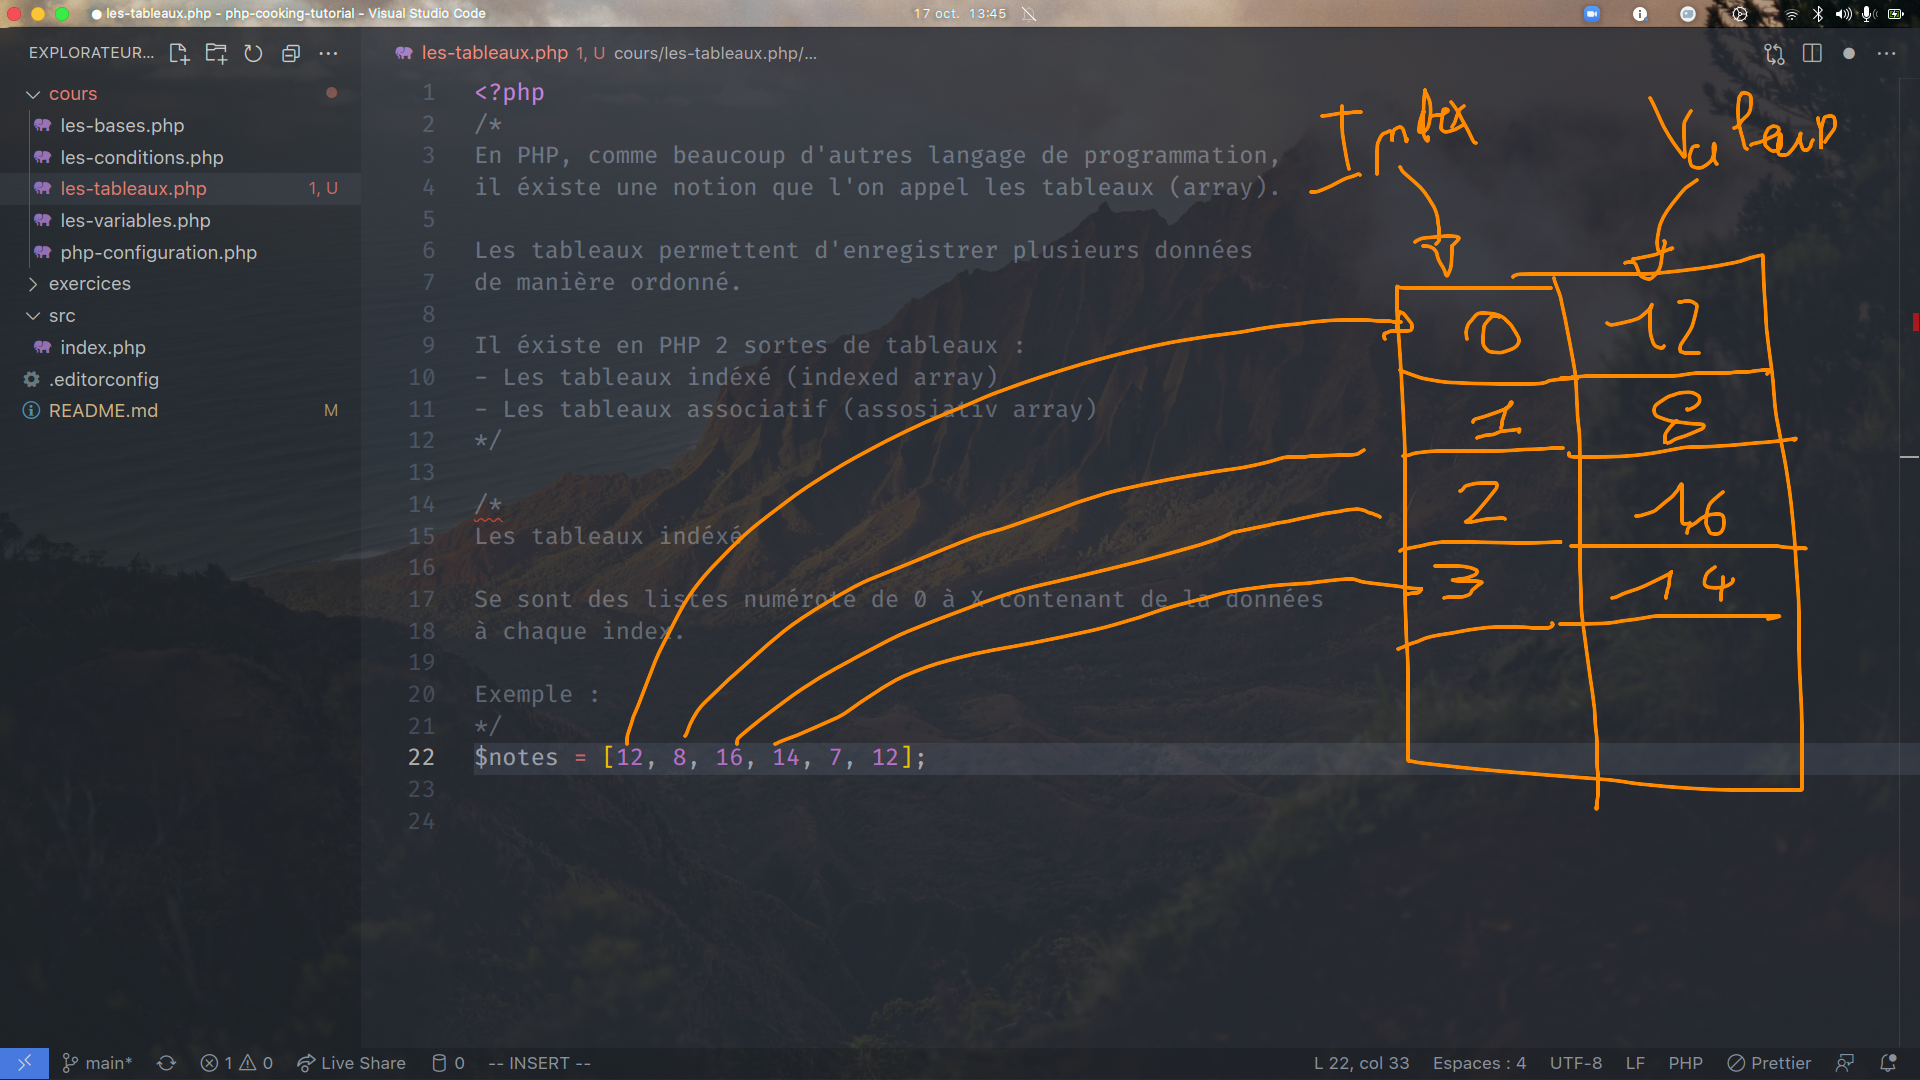 les-tableaux.php - php-cooking-tutorial - Visual Studio Code
17 oct. 13:45
EXPLORATEUR...
les-tableaux.php 1, U cours/les-tableaux.php/...
cours
les-bases.php
les-conditions.php
les-tableaux.php 1, U
les-variables.php
php-configuration.php
exercices
src
index.php
.editorconfig
README.md M
1 <?php
2 /*
3 En PHP, comme beaucoup d'autres langage de programmation,
4 il éxiste une notion que l'on appel les tableaux (array).
5
6 Les tableaux permettent d'enregistrer plusieurs données
7 de manière ordonné.
8
9 Il éxiste en PHP 2 sortes de tableaux :
10 - Les tableaux indéxé (indexed array)
11 - Les tableaux associatif (assosiativ array)
12 */
13
14 /*
15 Les tableaux indéxé
16
17 Se sont des listes numérote de 0 à X contenant de la données
18 à chaque index.
19
20 Exemple :
21 */
22 $notes = [12, 8, 16, 14, 7, 12];
23
24
Index Valeur
0 12
1 8
2 16
3 14
main* 1 0 Live Share 0 -- INSERT -- L 22, col 33 Espaces : 4 UTF-8 LF PHP Prettier